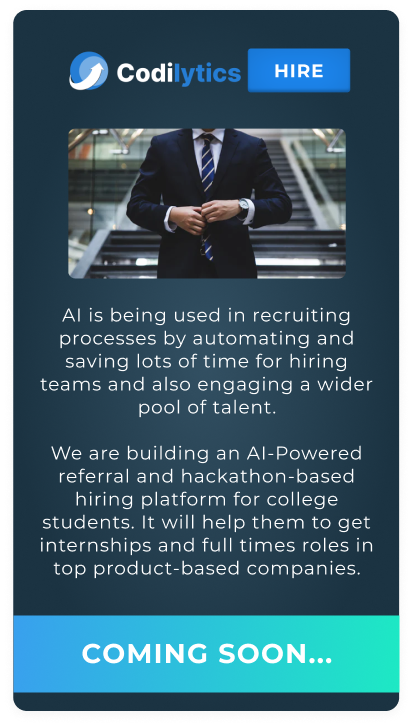 Codilytics HIRE
AI is being used in recruiting
processes by automating and
saving lots of time for hiring
teams and also engaging a wider
pool of talent.
We are building an AI-Powered
referral and hackathon-based
hiring platform for college
students. It will help them to get
internships and full times roles in
top product-based companies.
COMING SOON...